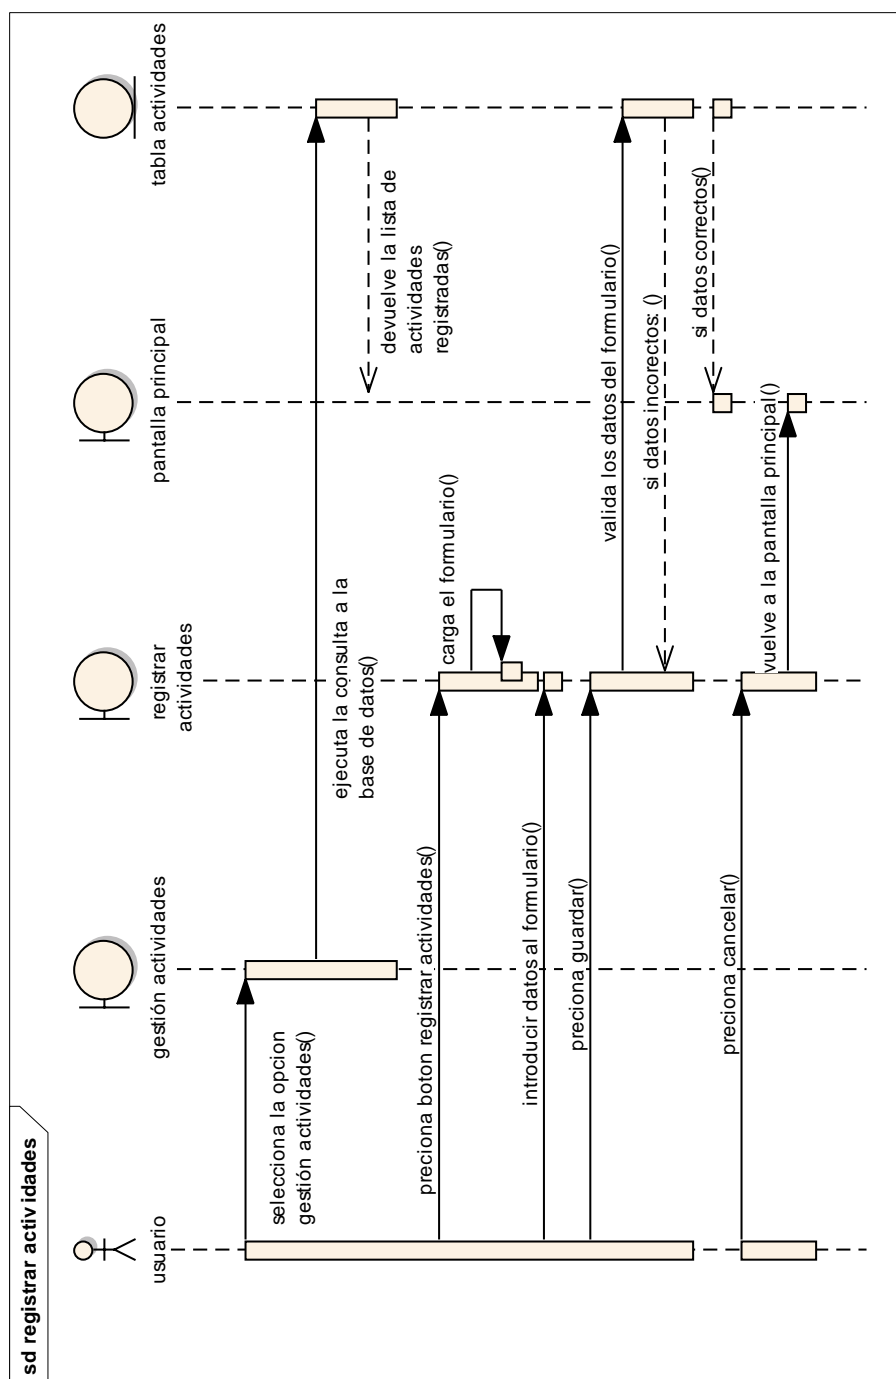 sd registrar actividades
usuario
gestión actividades
registrar
actividades
pantalla principal
tabla actividades
selecciona la opcion
gestión actividades()
ejecuta la consulta a la
base de datos()
devuelve la lista de
actividades
registradas()
preciona boton registrar actividades()
carga el formulario()
introducir datos al formulario()
preciona guardar()
valida los datos del formulario()
si datos incorectos: ()
si datos correctos()
preciona cancelar()
vuelve a la pantalla principal()